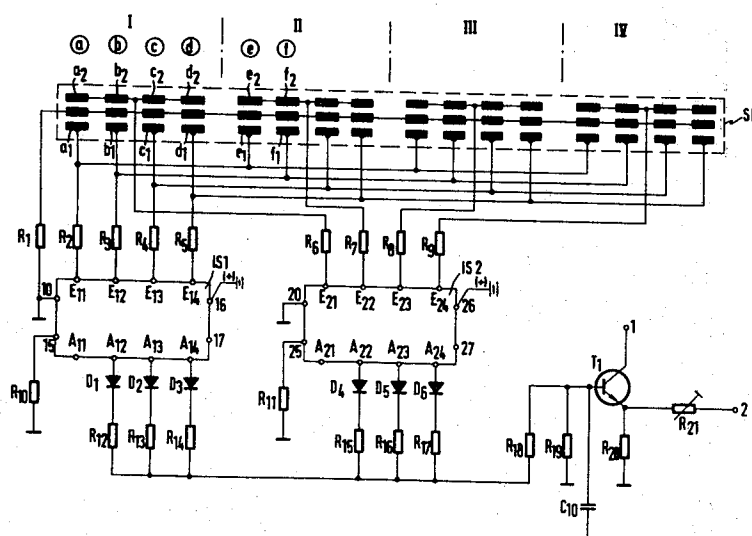 I II III IV
a b c d e f
a2 b2 c2 d2 e2 f2
a1 b1 c1 d1 e1 f1
R1 R2 R3 R4 R5 R6 R7 R8 R9
IS1 IS2
(+) (+)
10 E11 E12 E13 E14 16 20 E21 E22 E23 E24 26
15 A11 A12 A13 A14 17 25 A21 A22 A23 A24 27
1
T1
D1 D2 D3 D4 D5 D6
R10 R11
2
R21
R12 R13 R14 R15 R16 R17 R18 R19 R20
C10